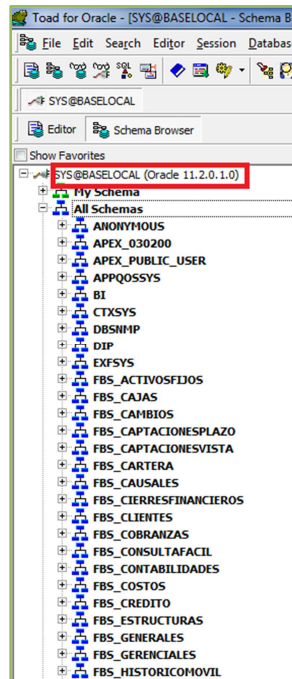 Toad for Oracle - [SYS@BASELOCAL - Schema B
File Edit Search Editor Session Databas
SYS@BASELOCAL
Editor Schema Browser
Show Favorites
SYS@BASELOCAL (Oracle 11.2.0.1.0)
My Schema
All Schemas
ANONYMOUS
APEX_030200
APEX_PUBLIC_USER
APPQOSSYS
BI
CTXSYS
DBSNMP
DIP
EXFSYS
FBS_ACTIVOSFIJOS
FBS_CAJAS
FBS_CAMBIOS
FBS_CAPTACIONESPLAZO
FBS_CAPTACIONESVISTA
FBS_CARTERA
FBS_CAUSALES
FBS_CIERRESFINANCIEROS
FBS_CLIENTES
FBS_COBRANZAS
FBS_CONSULTAFACIL
FBS_CONTABILIDADES
FBS_COSTOS
FBS_CREDITO
FBS_ESTRUCTURAS
FBS_GENERALES
FBS_GERENCIALES
FBS_HISTORICOMOVIL